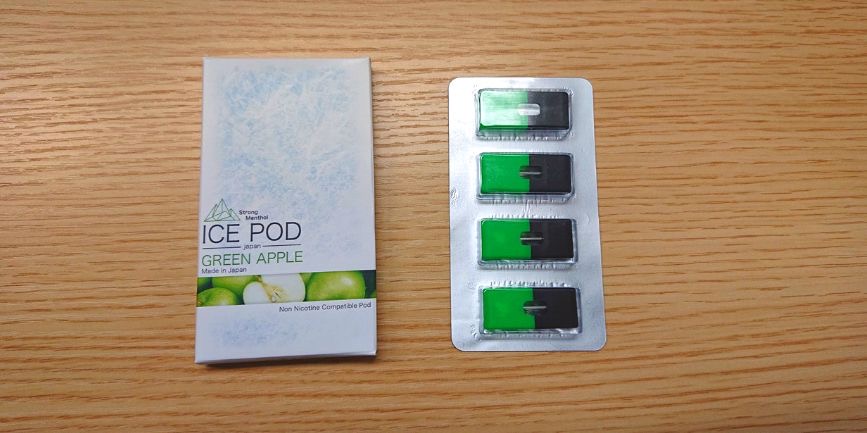 Strong
Menthol
ICE POD
japan
GREEN APPLE
Made in Japan
Non Nicotine Compatible Pod